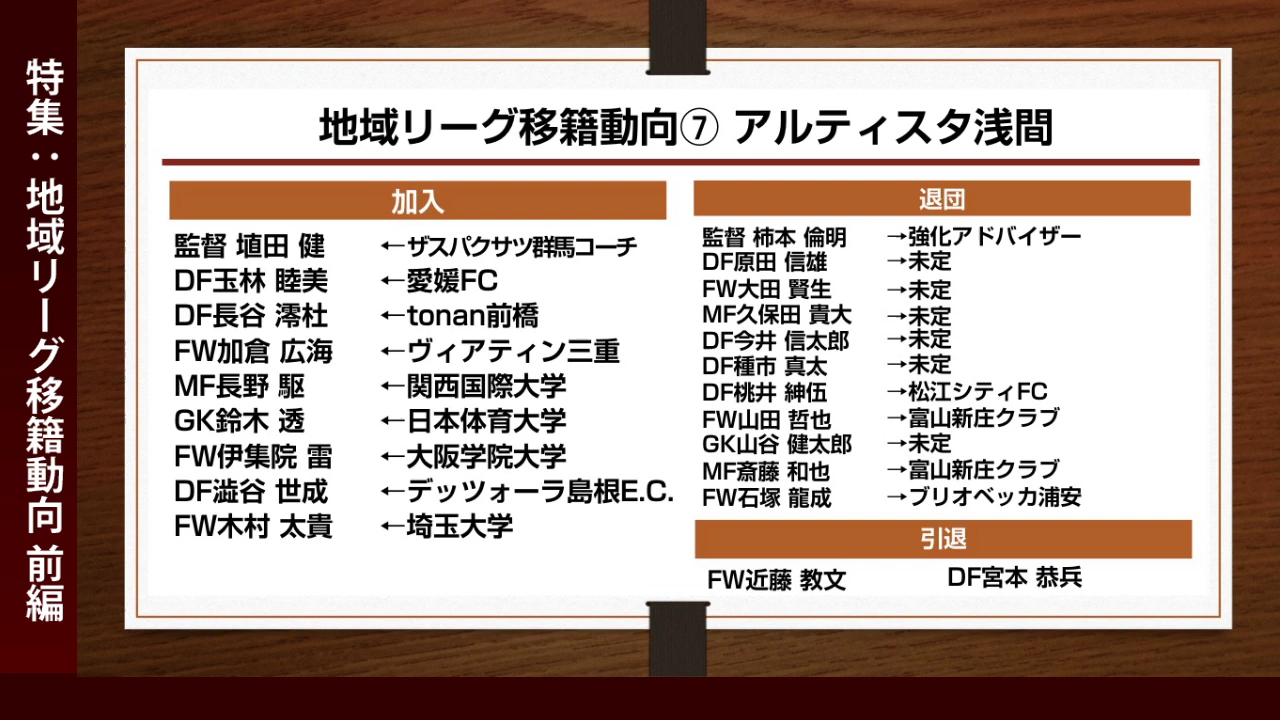 特集：地域リーグ移籍動向 前編
地域リーグ移籍動向⑦ アルティスタ浅間
加入
監督 埴田 健 ←ザスパクサツ群馬コーチ
DF玉林 睦美 ←愛媛FC
DF長谷 澪杜 ←tonan前橋
FW加倉 広海 ←ヴィアティン三重
MF長野 駆 ←関西国際大学
GK鈴木 透 ←日本体育大学
FW伊集院 雷 ←大阪学院大学
DF澁谷 世成 ←デッツォーラ島根E.C.
FW木村 太貴 ←埼玉大学
退団
監督 柿本 倫明 →強化アドバイザー
DF原田 信雄 →未定
FW大田 賢生 →未定
MF久保田 貴大 →未定
DF今井 信太郎 →未定
DF種市 真太 →未定
DF桃井 紳伍 →松江シティFC
FW山田 哲也 →富山新庄クラブ
GK山谷 健太郎 →未定
MF斎藤 和也 →富山新庄クラブ
FW石塚 龍成 →ブリオベッカ浦安
引退
FW近藤 教文 DF宮本 恭兵